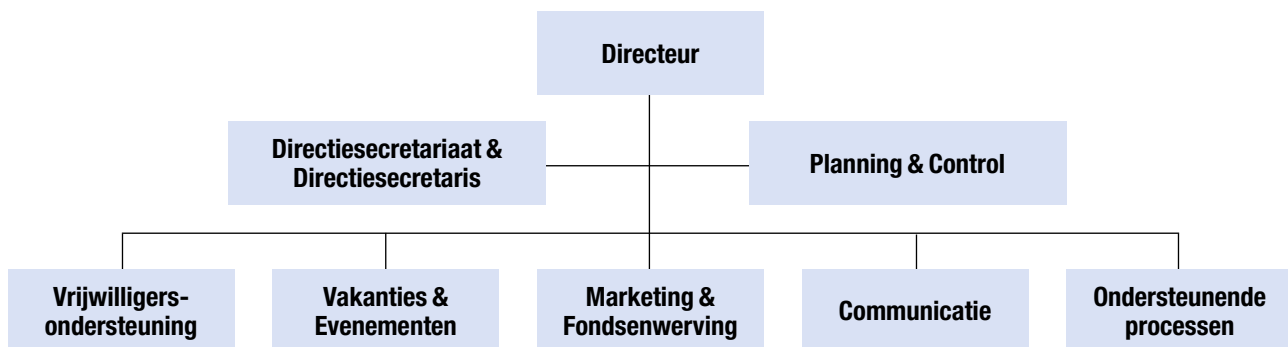 Directeur
Directiesecretariaat &
Directiesecretaris
Planning & Control
Vrijwilligers-
ondersteuning
Vakanties &
Evenementen
Marketing &
Fondsenwerving
Communicatie
Ondersteunende
processen